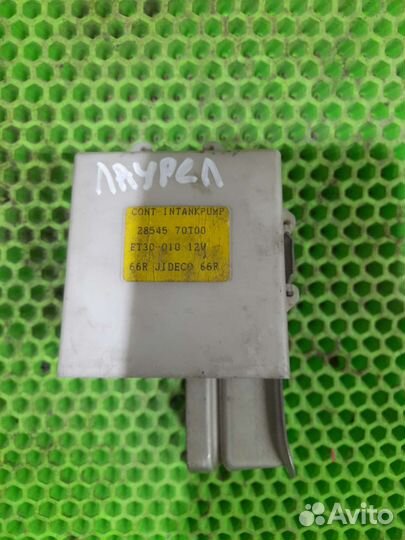 ЛАУРЕЛ
CONT INTANKPUMP
28545 70T00
ET30-010 12V
66R JIDECO 66R
Avito